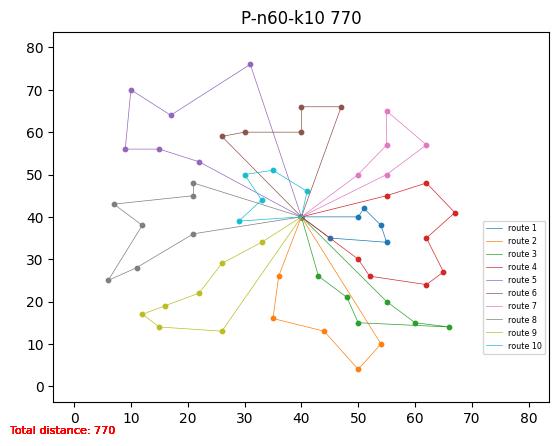 P-n60-k10 770
80
70
60
50
40
30
20
10
0
route 1
route 2
route 3
route 4
route 5
route 6
route 7
route 8
route 9
route 10
0 10 20 30 40 50 60 70 80
Total distance: 770